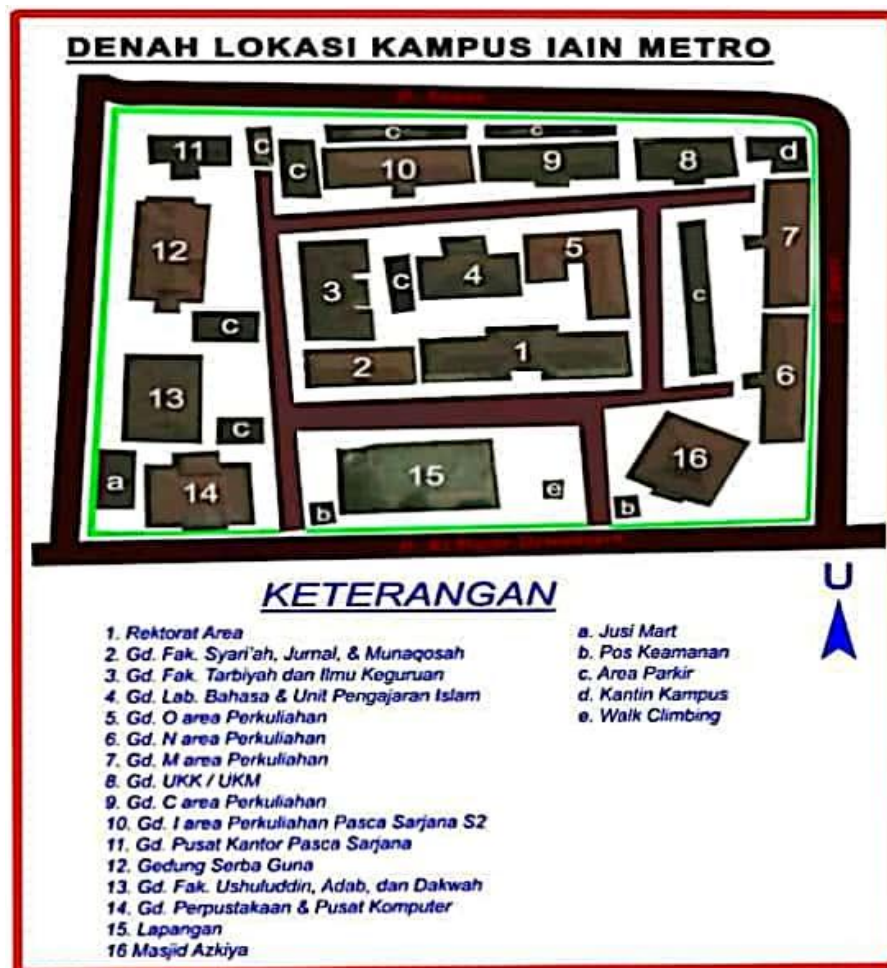 DENAH LOKASI KAMPUS IAIN METRO
c
c
11
c
c
10
9
8
d
12
3
c
4
5
c
7
c
2
1
6
13
c
a
14
15
16
b
e
b
U
KETERANGAN
1. Rektorat Area
2. Gd. Fak. Syari'ah, Jurnal, & Munaqosah
3. Gd. Fak. Tarbiyah dan Ilmu Keguruan
4. Gd. Lab. Bahasa & Unit Pengajaran Islam
5. Gd. O area Perkuliahan
6. Gd. N area Perkuliahan
7. Gd. M area Perkuliahan
8. Gd. UKK / UKM
9. Gd. C area Perkuliahan
10. Gd. I area Perkuliahan Pasca Sarjana S2
11. Gd. Pusat Kantor Pasca Sarjana
12. Gedung Serba Guna
13. Gd. Fak. Ushuluddin, Adab, dan Dakwah
14. Gd. Perpustakaan & Pusat Komputer
15. Lapangan
16 Masjid Azkiya
a. Jusi Mart
b. Pos Keamanan
c. Area Parkir
d. Kantin Kampus
e. Walk Climbing